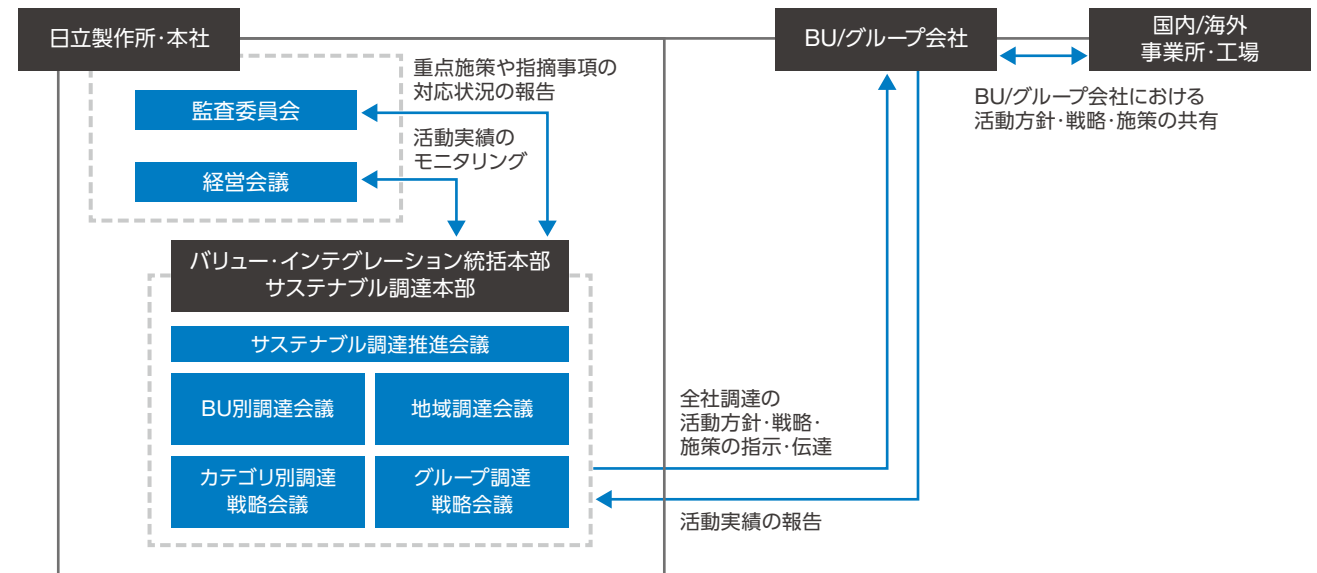 日立製作所・本社
BU/グループ会社
国内/海外
事業所・工場
重点施策や指摘事項の
対応状況の報告
監査委員会
活動実績の
モニタリング
経営会議
BU/グループ会社における
活動方針・戦略・施策の共有
バリュー・インテグレーション統括本部
サステナブル調達本部
サステナブル調達推進会議
BU別調達会議
地域調達会議
カテゴリ別調達
戦略会議
グループ調達
戦略会議
全社調達の
活動方針・戦略・
施策の指示・伝達
活動実績の報告